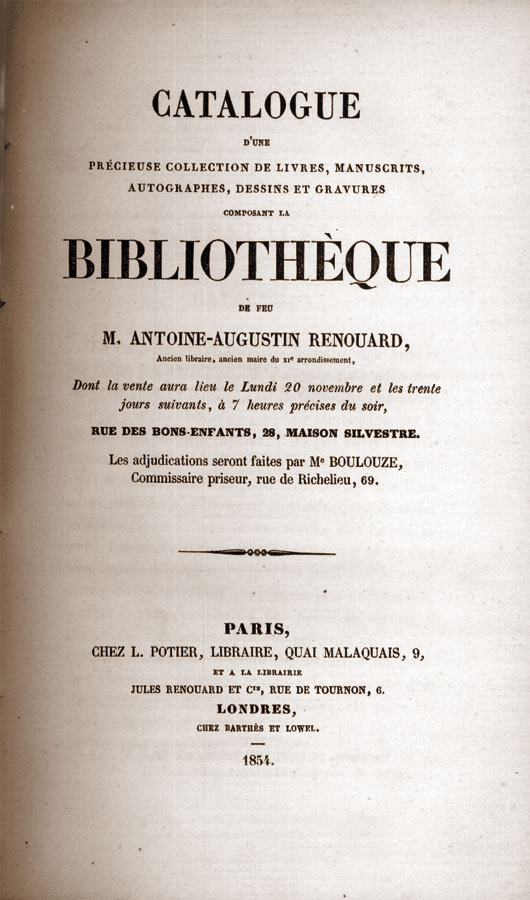 CATALOGUE
D'UNE
PRÉCIEUSE COLLECTION DE LIVRES, MANUSCRITS,
AUTOGRAPHES, DESSINS ET GRAVURES
COMPOSANT LA
BIBLIOTHÈQUE
DE FEU
M. ANTOINE-AUGUSTIN RENOUARD,
Ancien libraire, ancien maire du XIe arrondissement,
Dont la vente aura lieu le Lundi 20 novembre et les trente
jours suivants, à 7 heures précises du soir,
RUE DES BONS-ENFANTS, 28, MAISON SILVESTRE.
Les adjudications seront faites par Me BOULOUZE,
Commissaire priseur, rue de Richelieu, 69.
PARIS,
CHEZ L. POTIER, LIBRAIRE, QUAI MALAQUAIS, 9,
ET A LA LIBRAIRIE
JULES RENOUARD ET Cie, RUE DE TOURNON, 6.
LONDRES,
CHEZ BARTHÈS ET LOWEL.
1854.